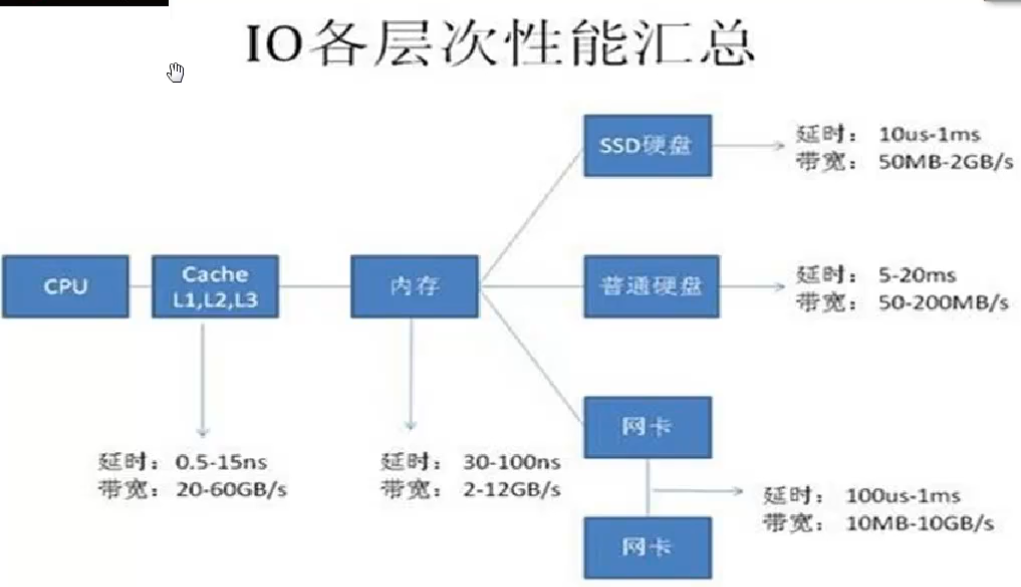 IO各层次性能汇总
SSD硬盘
延时： 10us-1ms
带宽： 50MB-2GB/s
CPU
Cache
L1,L2,L3
内存
普通硬盘
延时： 5-20ms
带宽： 50-200MB/s
网卡
延时： 0.5-15ns
带宽： 20-60GB/s
延时： 30-100ns
带宽： 2-12GB/s
延时： 100us-1ms
带宽： 10MB-10GB/s
网卡